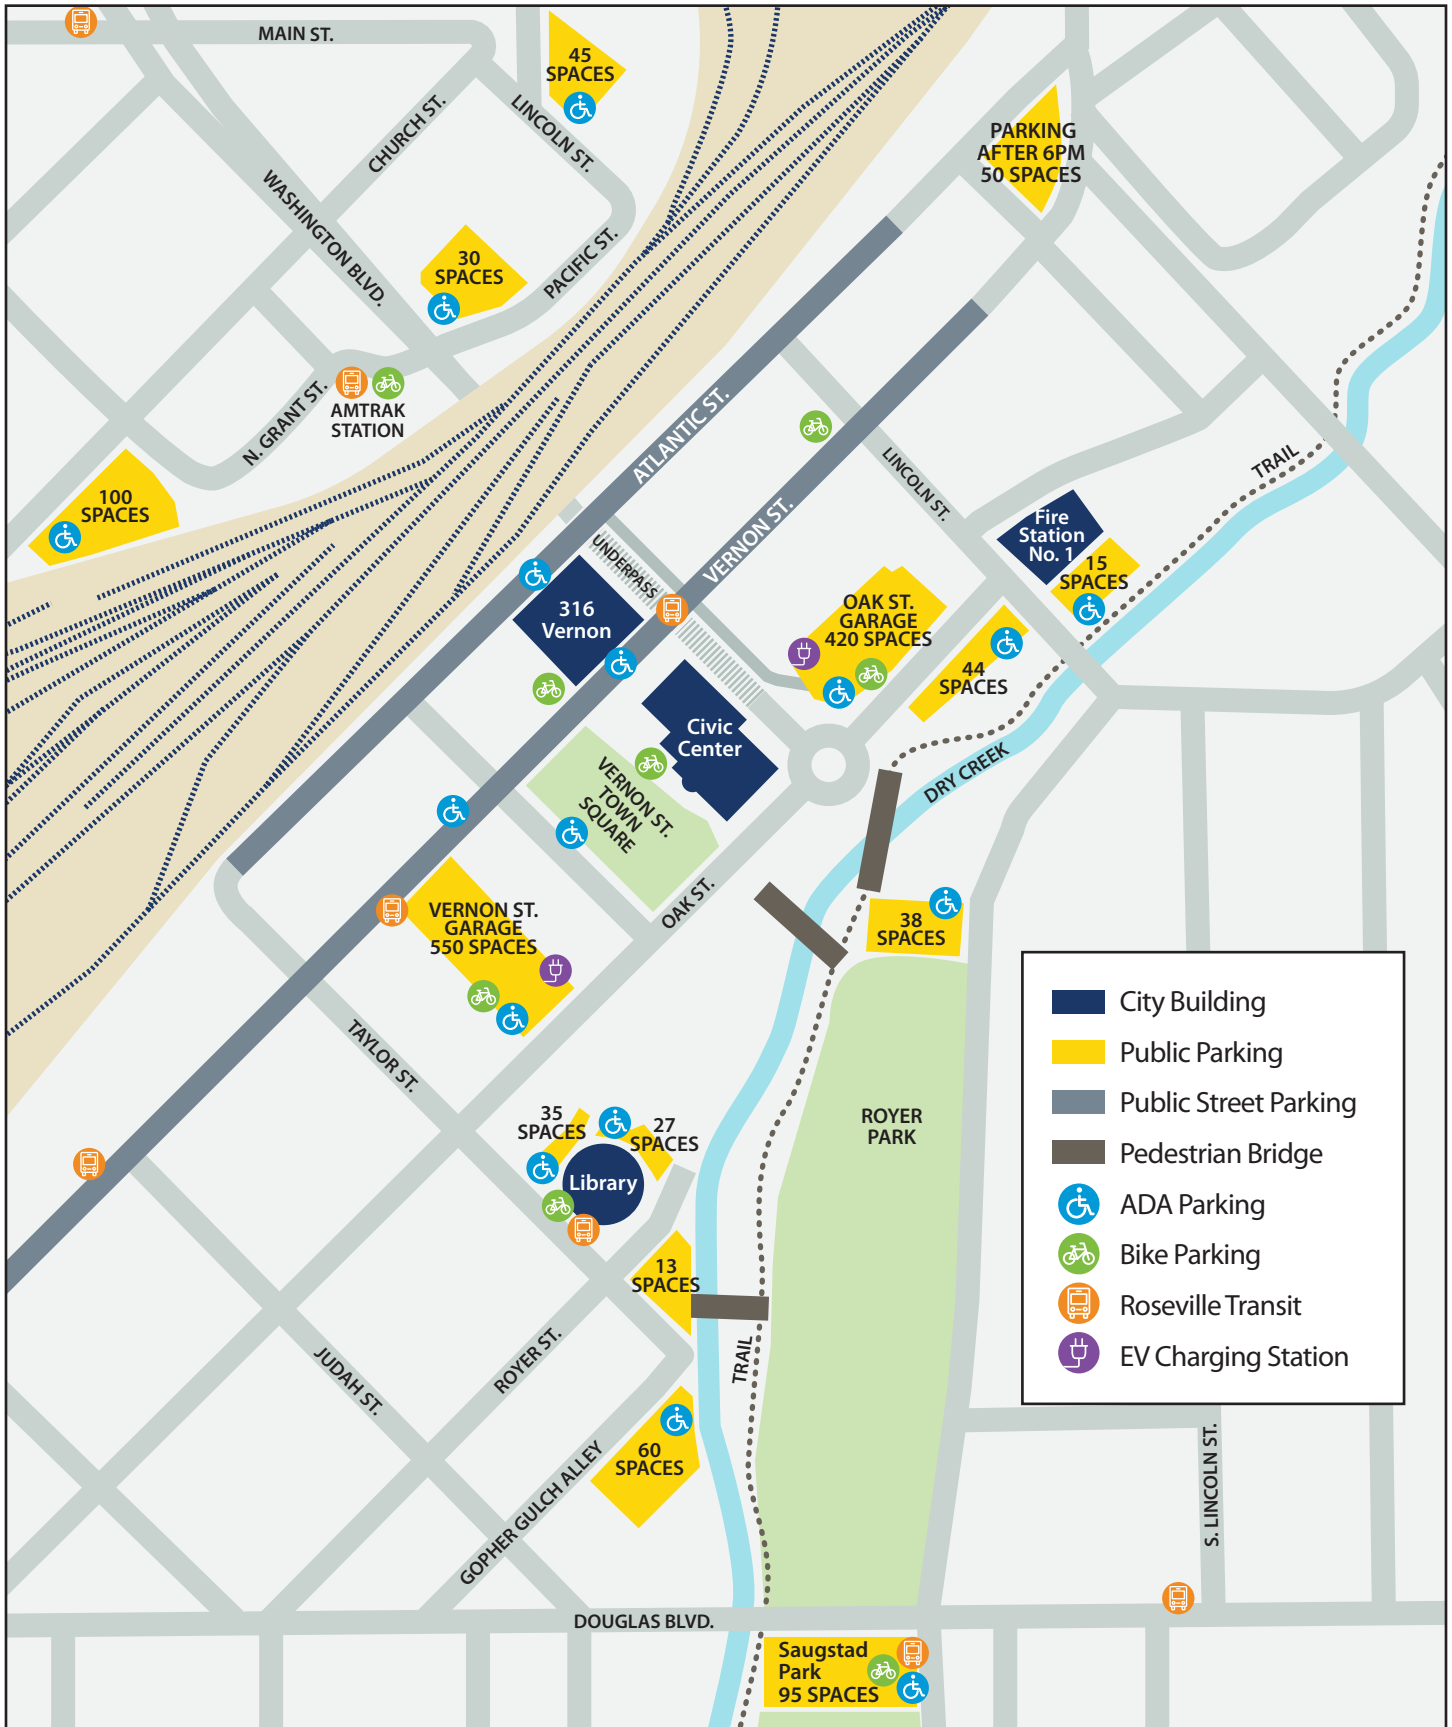 MAIN ST.
45
SPACES
CHURCH ST.
LINCOLN ST.
PARKING
AFTER 6PM
50 SPACES
WASHINGTON BLVD.
30
SPACES
PACIFIC ST.
N. GRANT ST.
AMTRAK
STATION
ATLANTIC ST.
100
SPACES
LINCOLN ST.
TRAIL
VERNON ST.
UNDERPASS
Fire
Station
No. 1
15
SPACES
316
Vernon
OAK ST.
GARAGE
420 SPACES
44
SPACES
Civic
Center
VERNON ST.
TOWN
SQUARE
DRY CREEK
OAK ST.
VERNON ST.
GARAGE
550 SPACES
38
SPACES
TAYLOR ST.
35
SPACES
27
SPACES
Library
ROYER
PARK
13
SPACES
TRAIL
JUDAH ST.
ROYER ST.
60
SPACES
GOPHER GULCH ALLEY
S. LINCOLN ST.
DOUGLAS BLVD.
Saugstad
Park
95 SPACES
City Building
Public Parking
Public Street Parking
Pedestrian Bridge
ADA Parking
Bike Parking
Roseville Transit
EV Charging Station